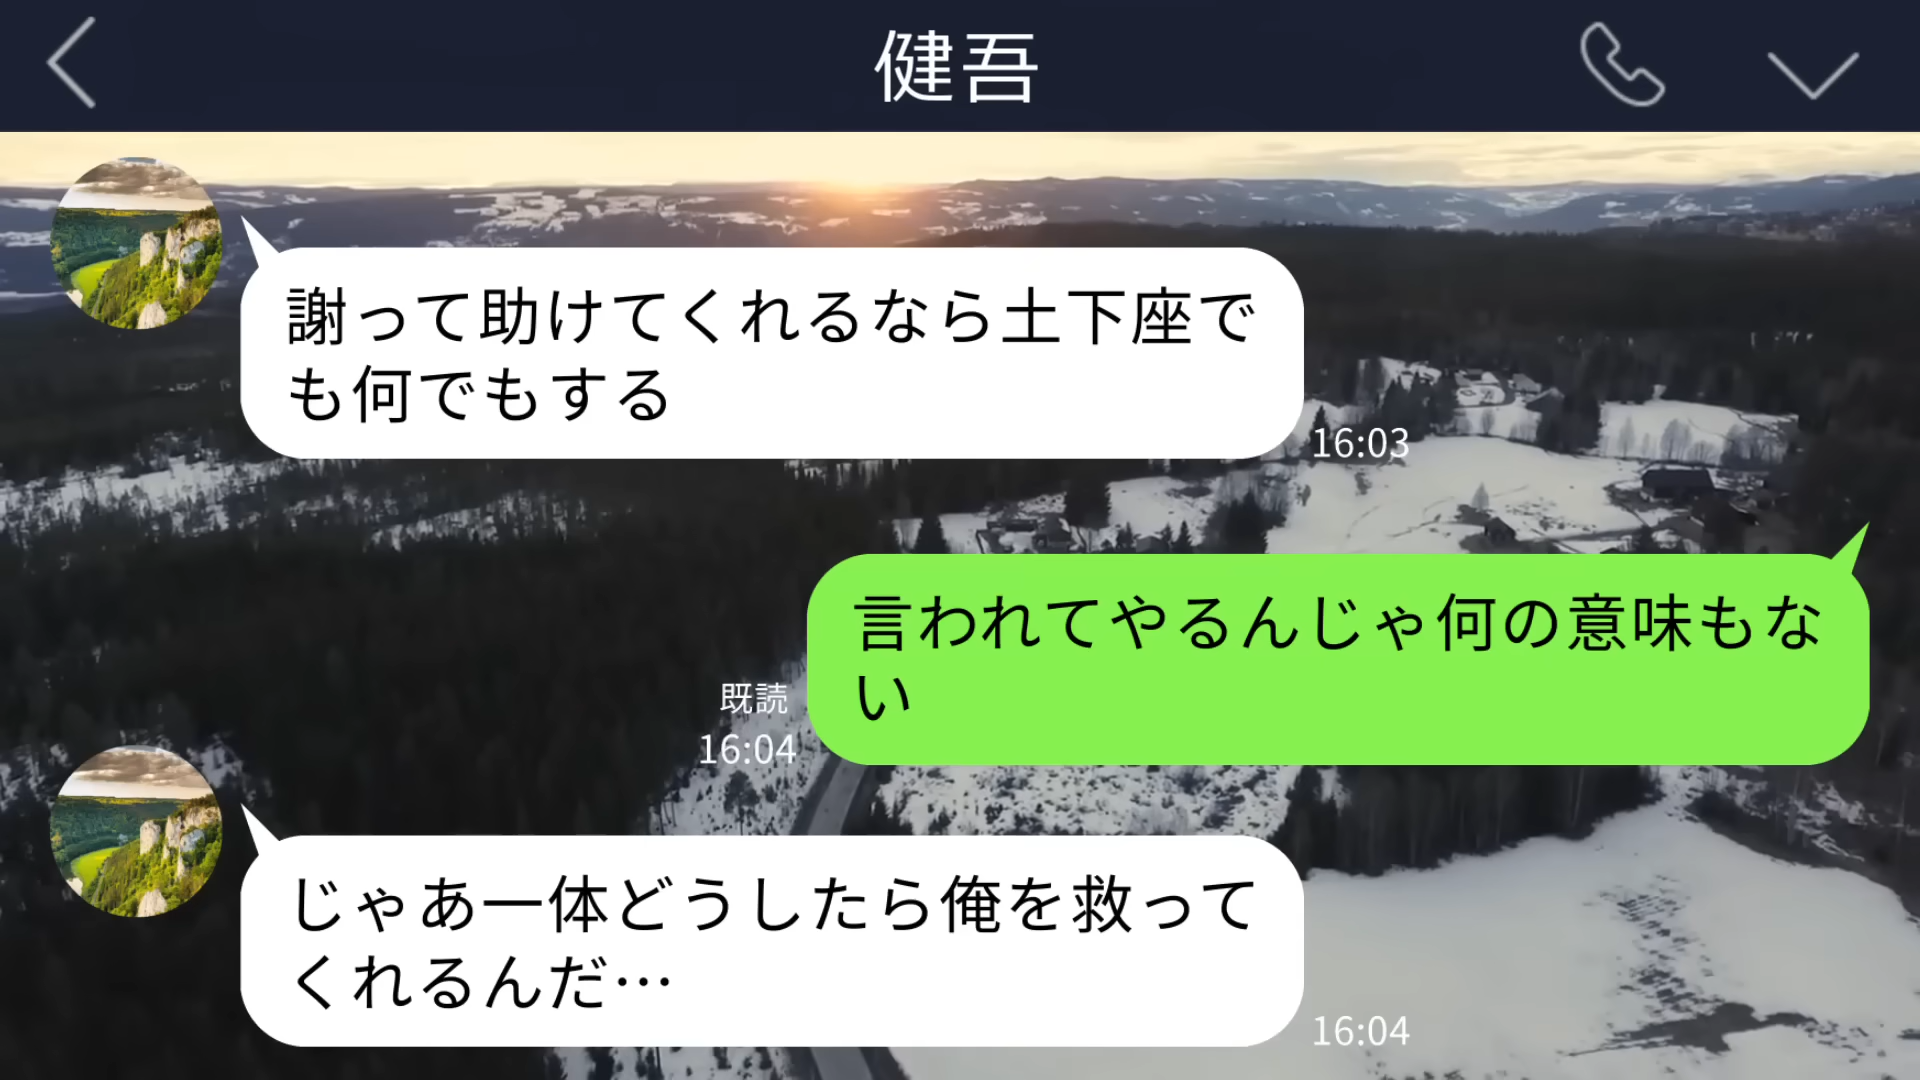 健吾
謝って助けてくれるなら土下座で
も何でもする
16:03
言われてやるんじゃ何の意味もな
い
既読
16:04
じゃあ一体どうしたら俺を救って
くれるんだ…
16:04